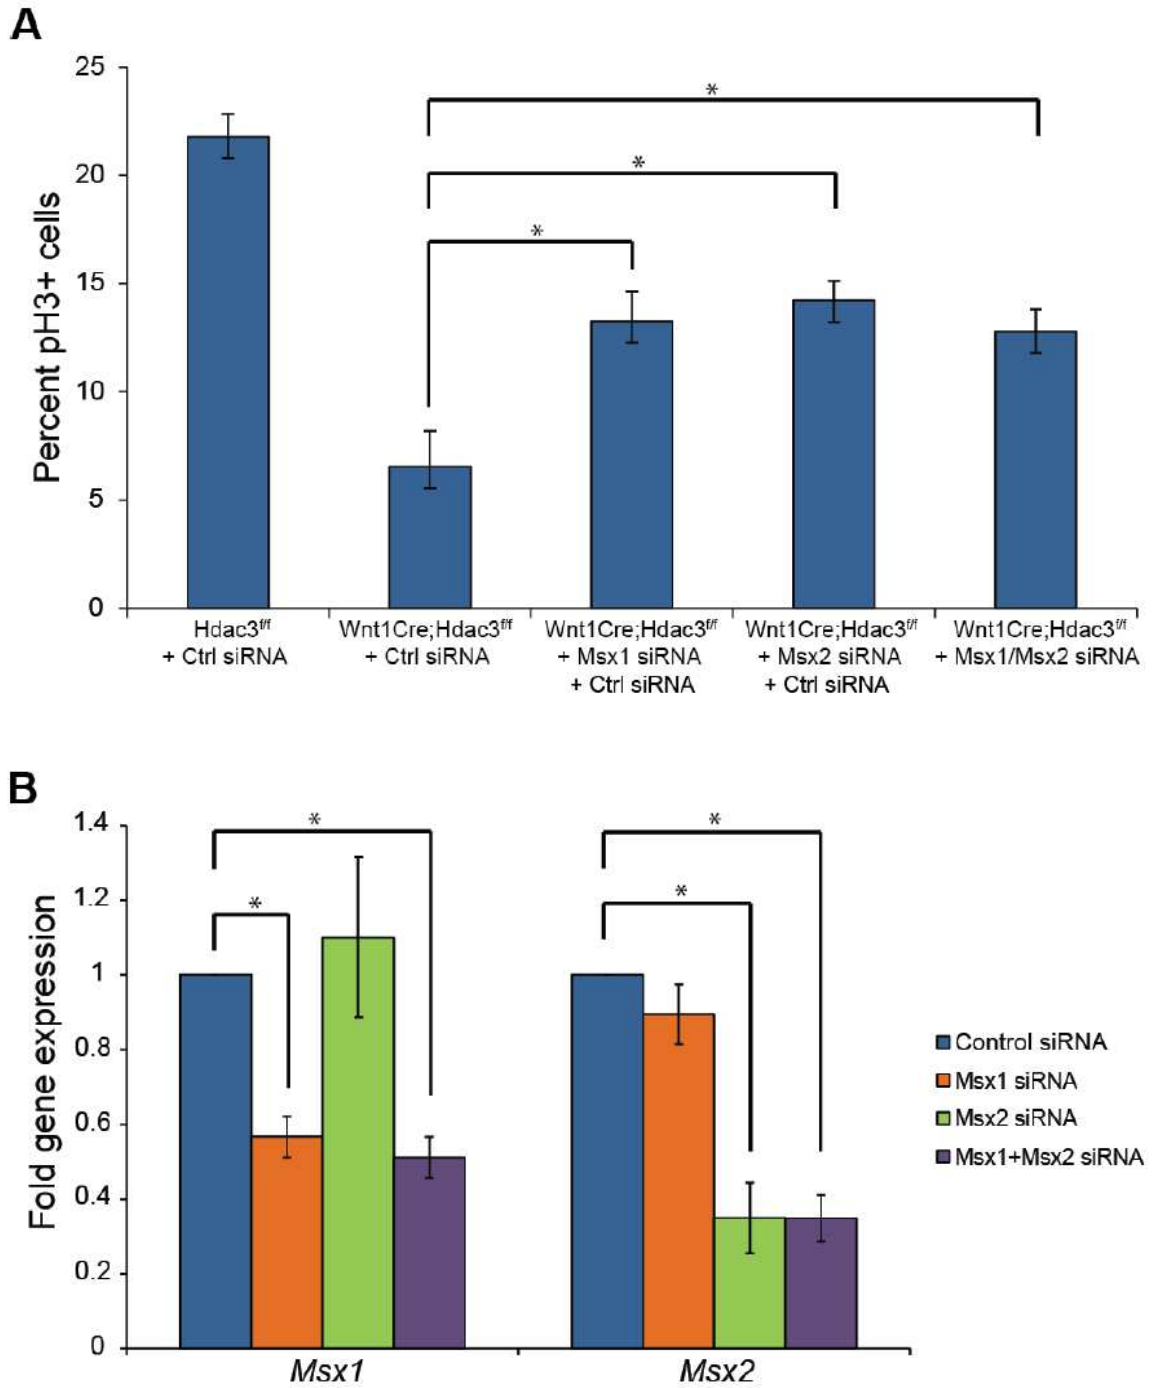 A
25
20
15
10
5
0
Percent pH3+ cells
*
*
*
Hdac3f/f
+ Ctrl siRNA
Wnt1Cre;Hdac3f/f
+ Ctrl siRNA
Wnt1Cre;Hdac3f/f
+ Msx1 siRNA
+ Ctrl siRNA
Wnt1Cre;Hdac3f/f
+ Msx2 siRNA
+ Ctrl siRNA
Wnt1Cre;Hdac3f/f
+ Msx1/Msx2 siRNA
B
1.4
1.2
1
0.8
0.6
0.4
0.2
0
Fold gene expression
*
*
*
*
Msx1
Msx2
Control siRNA
Msx1 siRNA
Msx2 siRNA
Msx1+Msx2 siRNA